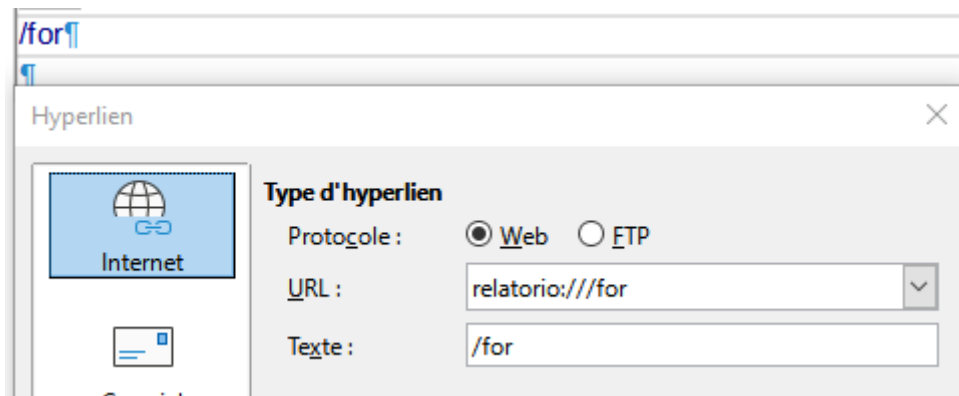 /for¶
¶
Hyperlien
Type d'hyperlien
Protocole : Web FTP
Internet
URL : relatorio:///for
Texte : /for